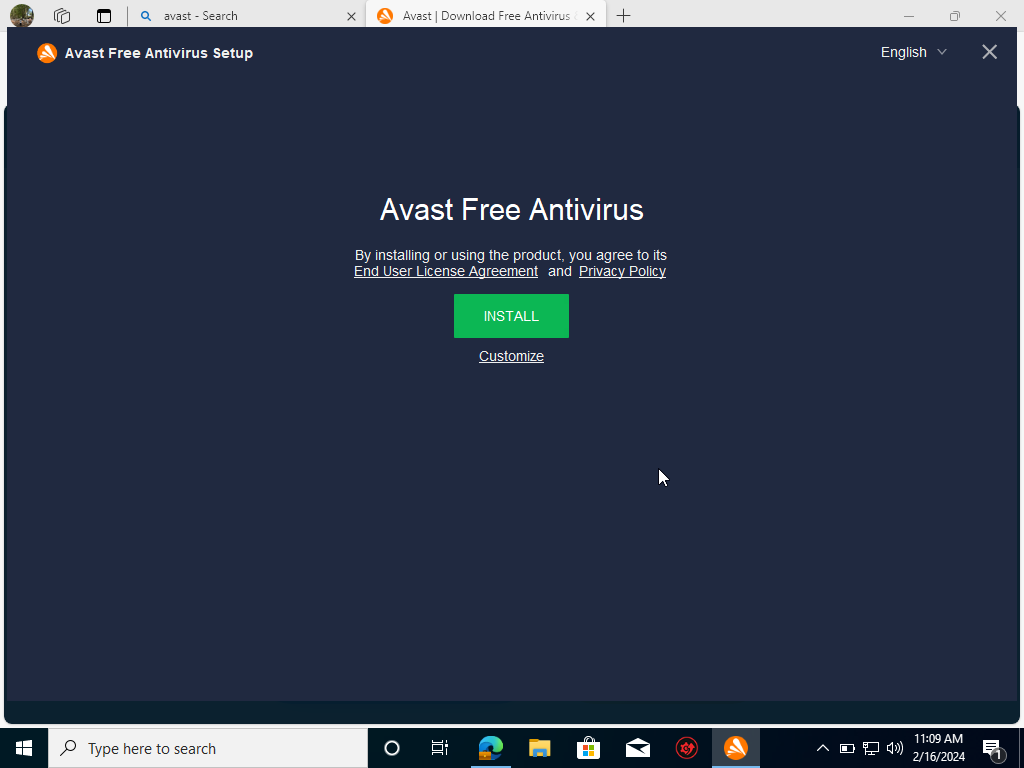 avast - Search
Avast | Download Free Antivirus
Avast Free Antivirus Setup
English
Avast Free Antivirus
By installing or using the product, you agree to its
End User License Agreement and Privacy Policy
INSTALL
Customize
Type here to search
11:09 AM
2/16/2024
1